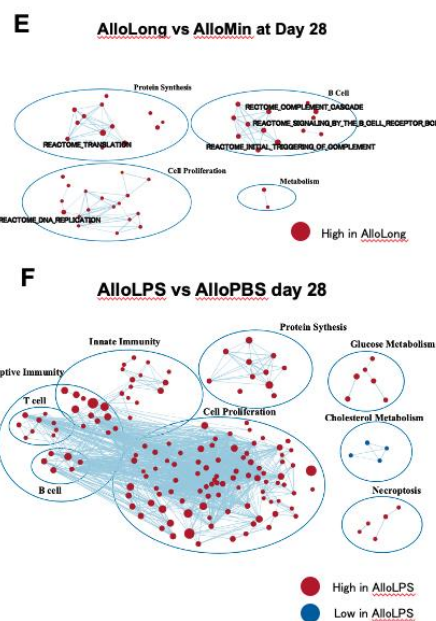 E
AlloLong vs AlloMin at Day 28
Protein Synthesis
B Cell
RECTOME_COMPLEMENT_CASCADE
REACTOME_SIGNALING_BY_THE_B_CELL_RECEPTOR_BCR
REACTOME_TRANSLATION
REACTOME_INITIAL_TRIGGERING_OF_COMPLEMENT
Cell Proliferation
Metabolism
REACTOME_DNA_REPLICATION
High in AlloLong
F
AlloLPS vs AlloPBS day 28
Protein Sythesis
Innate Immunity
Glucose Metabolism
ptive Immunity
T cell
Cell Proliferation
Cholesterol Metabolism
B cell
Necroptosis
High in AlloLPS
Low in AlloLPS